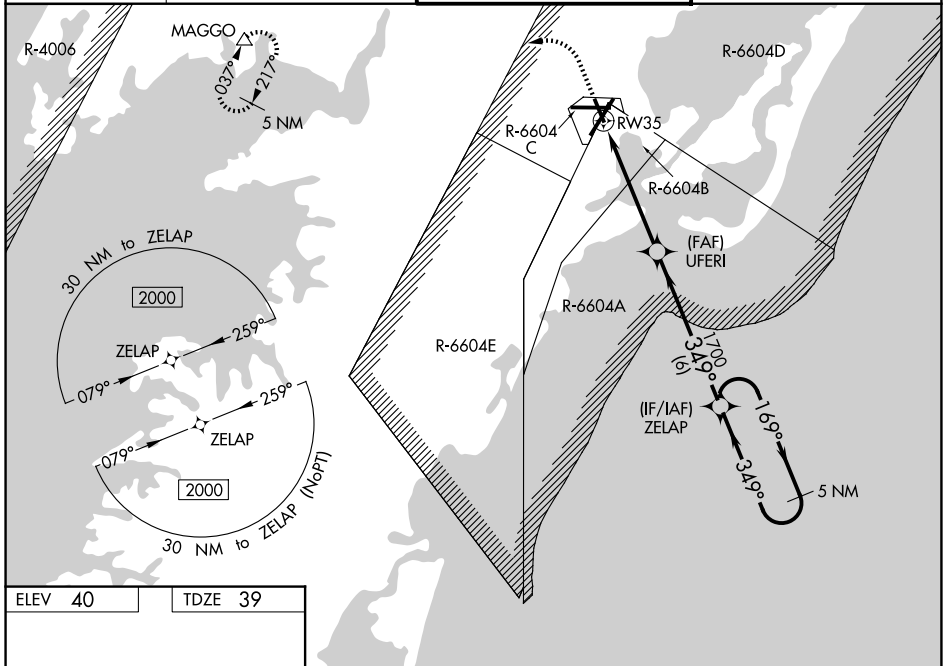 R-4006
MAGGO
037°
217°
5 NM
R-6604D
R-6604
C
RW35
R-6604B
(FAF)
UFERI
R-6604A
R-6604E
1700
349°
(6)
(IF/IAF)
ZELAP
169°
349°
5 NM
30 NM to ZELAP
2000
259°
ZELAP
079°
259°
ZELAP
079°
2000
30 NM to ZELAP (NoPT)
ELEV 40
TDZE 39